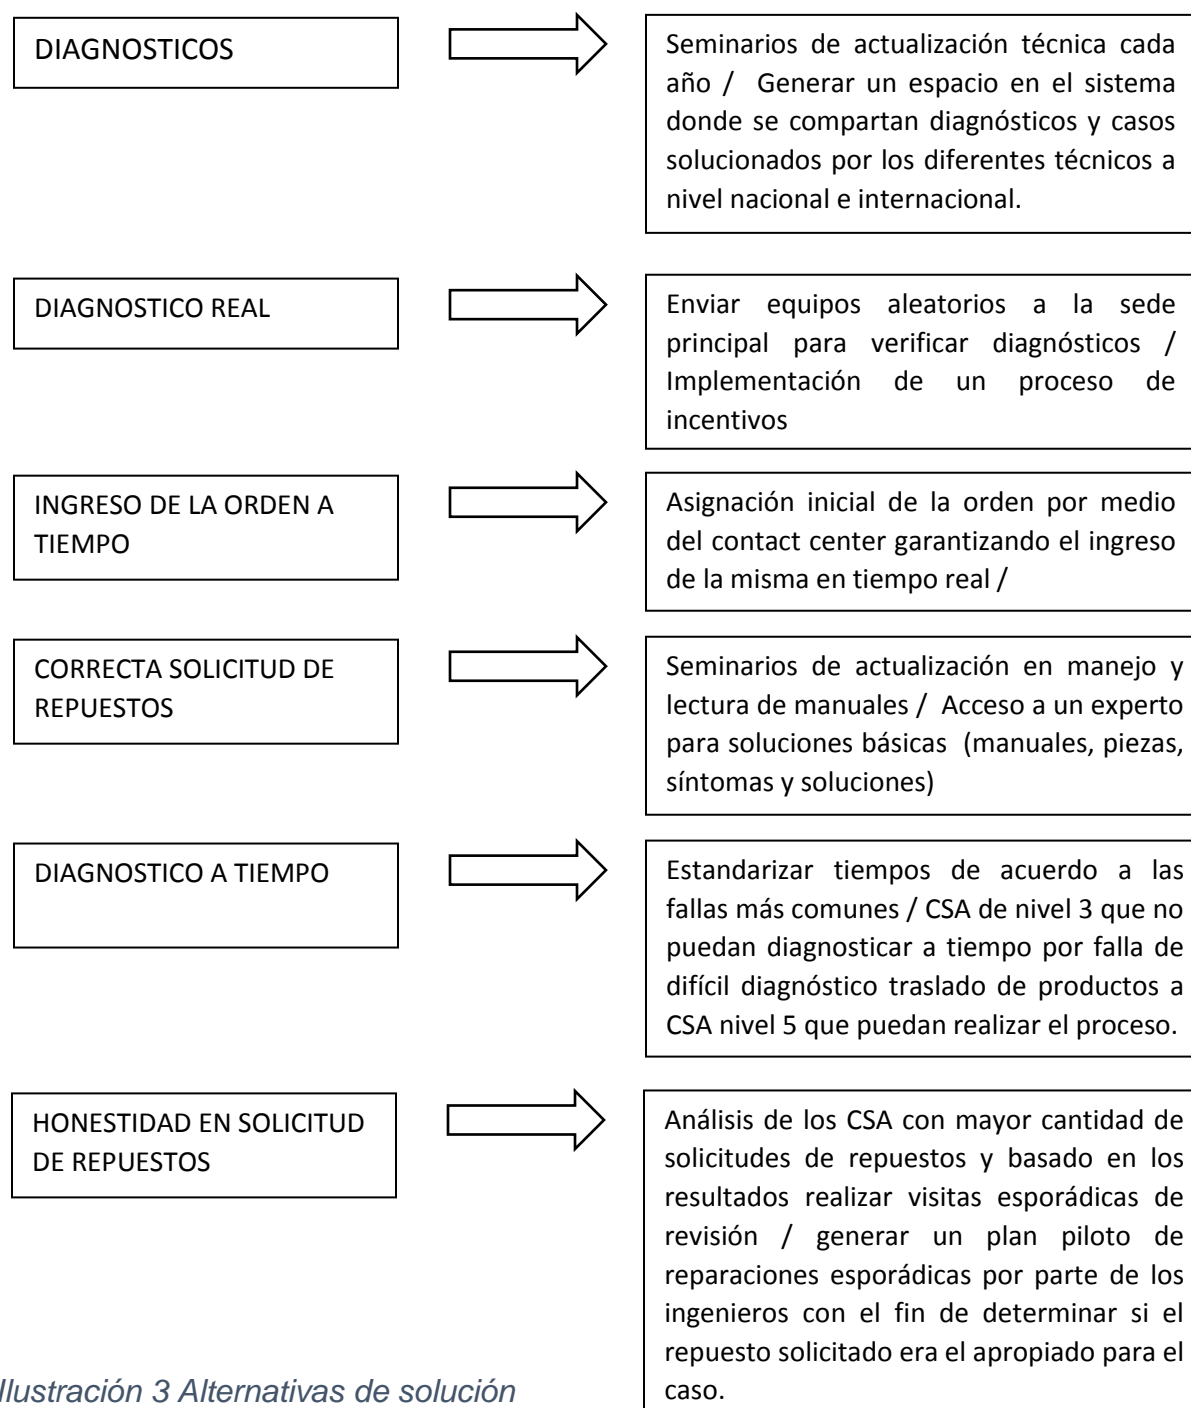 DIAGNOSTICOS
Seminarios de actualización técnica cada
año / Generar un espacio en el sistema
donde se compartan diagnósticos y casos
solucionados por los diferentes técnicos a
nivel nacional e internacional.
DIAGNOSTICO REAL
Enviar equipos aleatorios a la sede
principal para verificar diagnósticos /
Implementación de un proceso de
incentivos
INGRESO DE LA ORDEN A
TIEMPO
Asignación inicial de la orden por medio
del contact center garantizando el ingreso
de la misma en tiempo real /
CORRECTA SOLICITUD DE
REPUESTOS
Seminarios de actualización en manejo y
lectura de manuales / Acceso a un experto
para soluciones básicas (manuales, piezas,
síntomas y soluciones)
DIAGNOSTICO A TIEMPO
Estandarizar tiempos de acuerdo a las
fallas más comunes / CSA de nivel 3 que no
puedan diagnosticar a tiempo por falla de
difícil diagnóstico traslado de productos a
CSA nivel 5 que puedan realizar el proceso.
HONESTIDAD EN SOLICITUD
DE REPUESTOS
Análisis de los CSA con mayor cantidad de
solicitudes de repuestos y basado en los
resultados realizar visitas esporádicas de
revisión / generar un plan piloto de
reparaciones esporádicas por parte de los
ingenieros con el fin de determinar si el
repuesto solicitado era el apropiado para el
caso.
Ilustración 3 Alternativas de solución